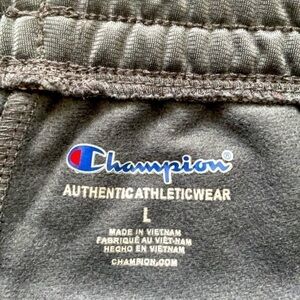 Champion®
AUTHENTIC ATHLETICWEAR
L
MADE IN VIETNAM
FABRIQUÉ AU VIÊT-NAM
HECHO EN VIETNAM
CHAMPION.COM